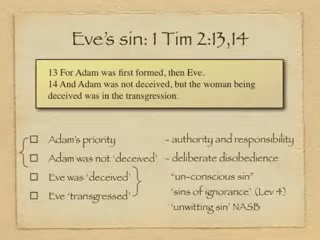 Eve's sin: 1 Tim 2:13,14
13 For Adam was first formed, then Eve.
14 And Adam was not deceived, but the woman being
deceived was in the transgression.
Adam's priority - authority and responsibility
Adam was not 'deceived' - deliberate disobedience
Eve was 'deceived' "un-conscious sin"
'sins of ignorance' (Lev 4)
Eve 'transgressed'
'unwitting sin' NASB